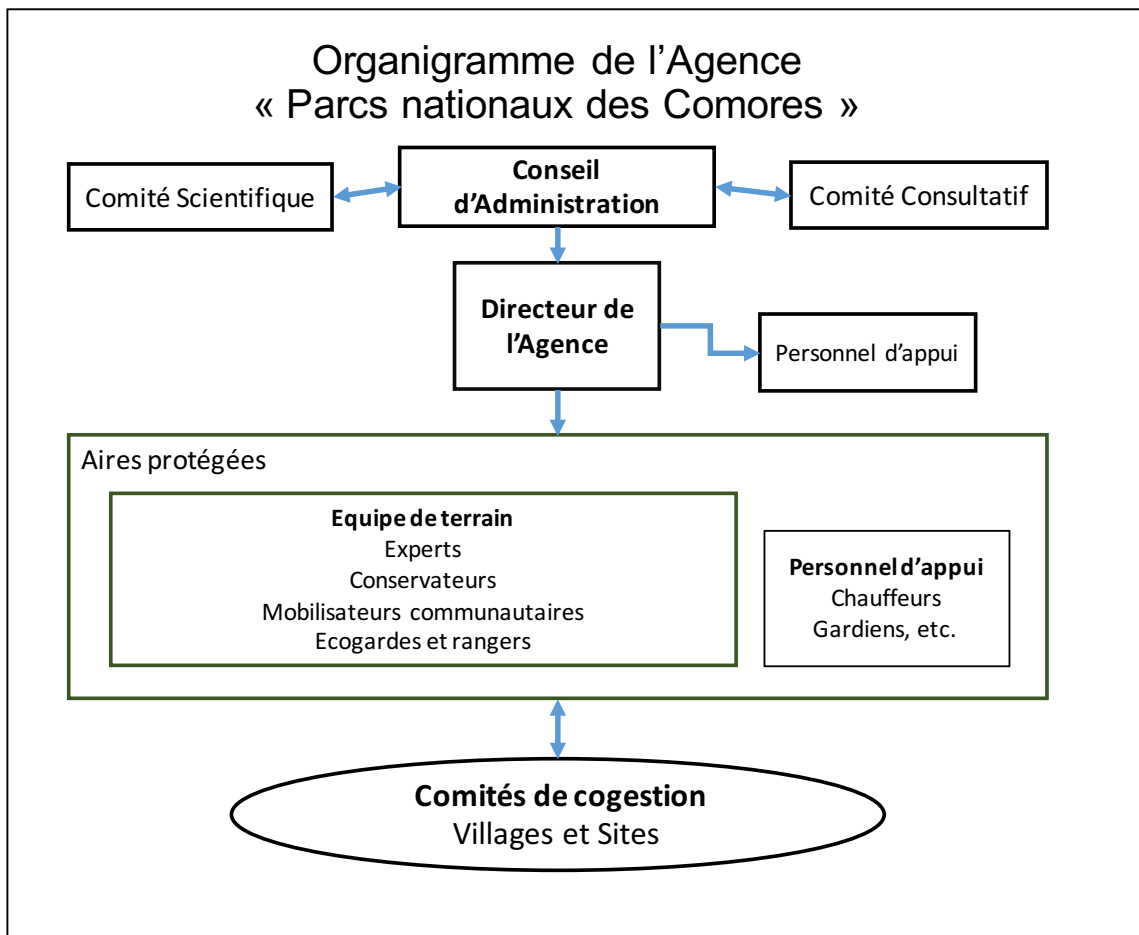 Organigramme de l’Agence
« Parcs nationaux des Comores »
Comité Scientifique
Conseil
d’Administration
Comité Consultatif
Directeur de
l’Agence
Personnel d’appui
Aires protégées
Equipe de terrain
Experts
Conservateurs
Mobilisateurs communautaires
Ecogardes et rangers
Personnel d’appui
Chauffeurs
Gardiens, etc.
Comités de cogestion
Villages et Sites